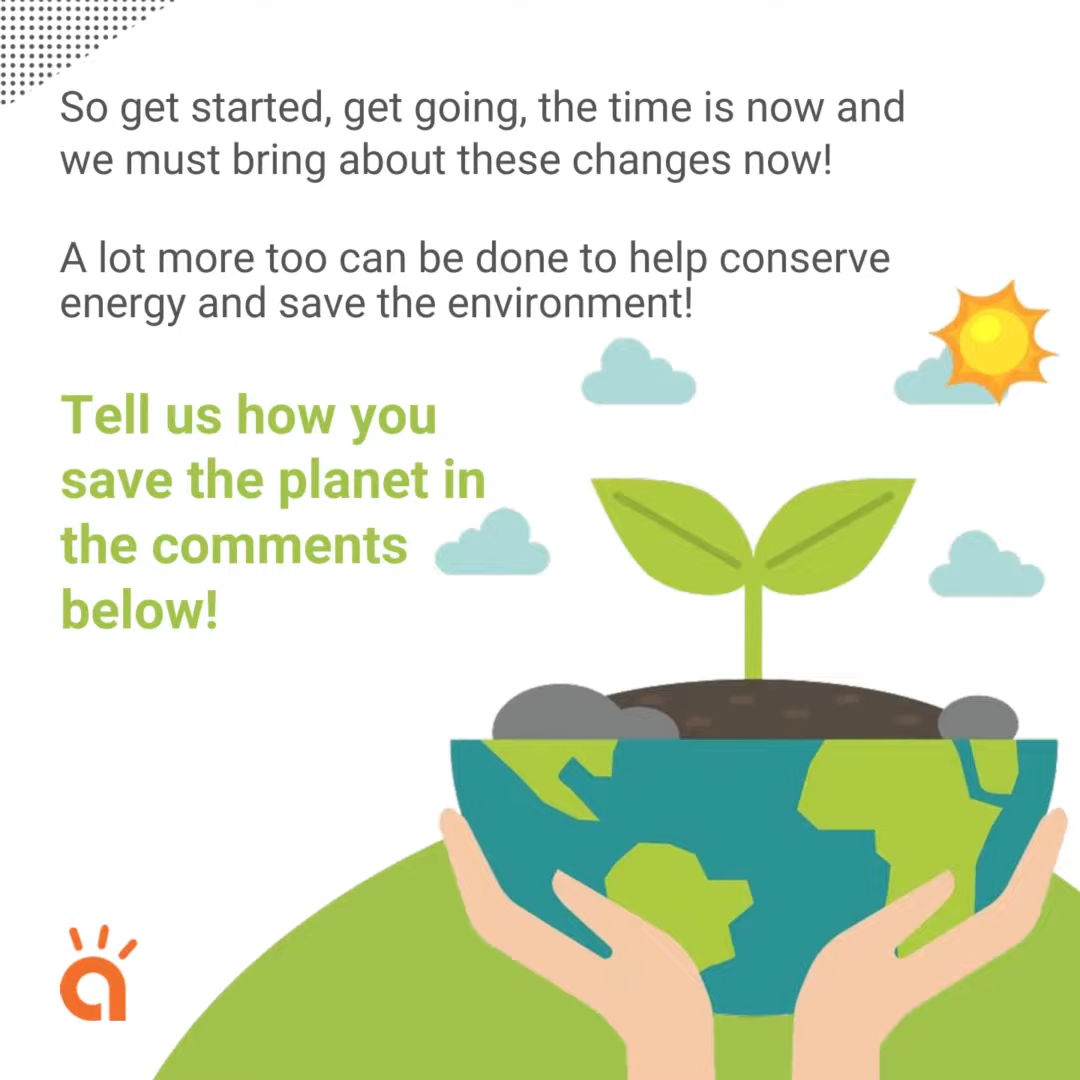 So get started, get going, the time is now and
we must bring about these changes now!
A lot more too can be done to help conserve
energy and save the environment!
Tell us how you
save the planet in
the comments
below!